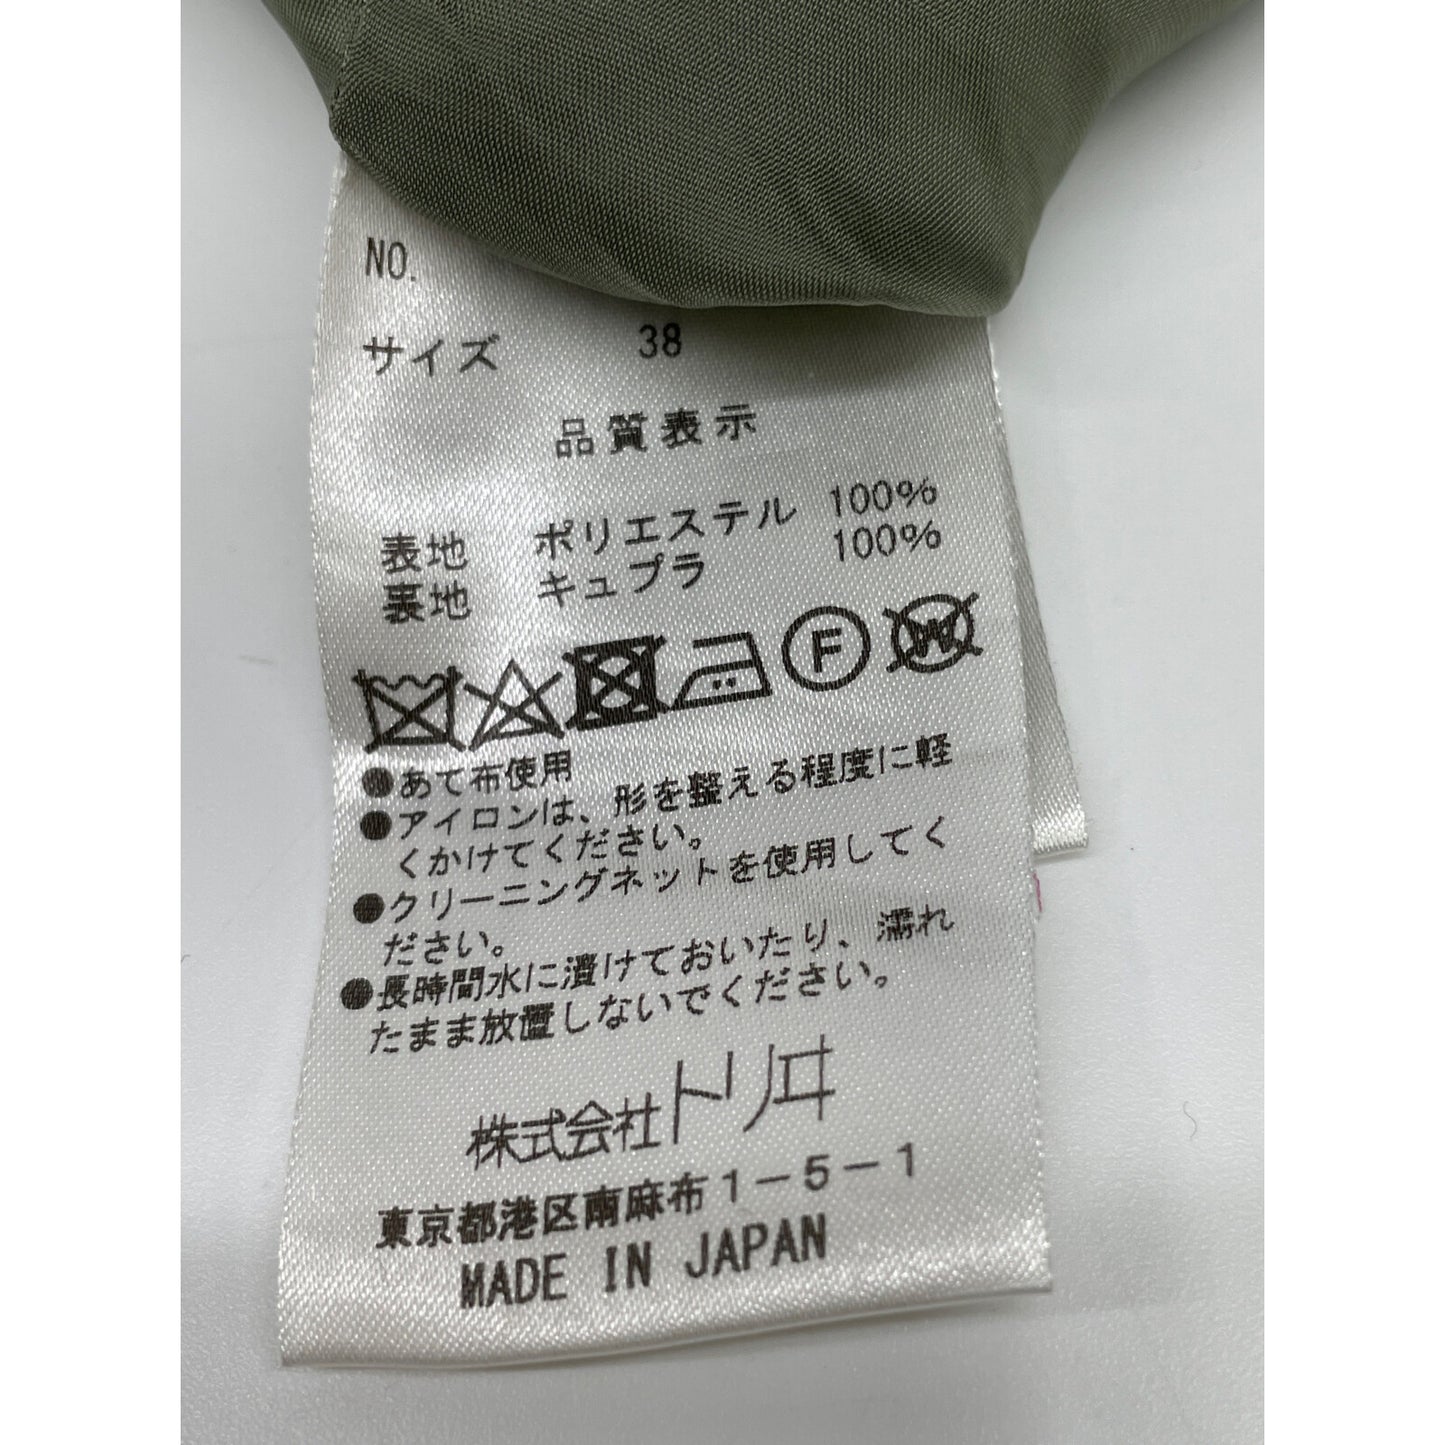 NO.
サイズ 38
品質表示
表地 ポリエステル 100%
裏地 キュプラ 100%
F W
●あて布使用
●アイロンは、形を整える程度に軽
くかけてください。
●クリーニングネットを使用してく
ださい。
●長時間水に漬けておいたり、濡れ
たまま放置しないでください。
株式会社トリヰ
東京都港区南麻布1-5-1
MADE IN JAPAN